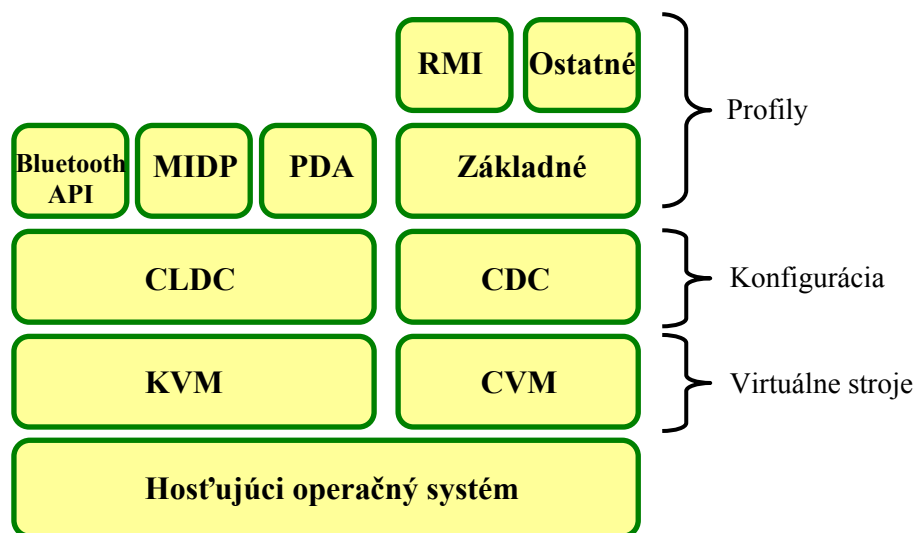 RMI
Ostatné
Profily
Bluetooth
API
MIDP
PDA
Základné
CLDC
CDC
Konfigurácia
KVM
CVM
Virtuálne stroje
Hosťujúci operačný systém